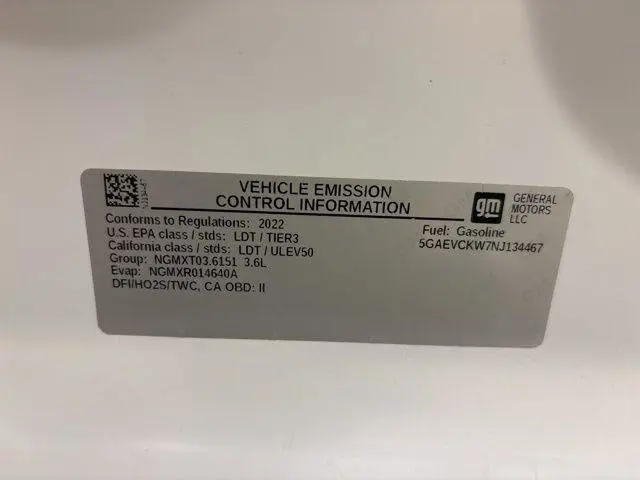 VEHICLE EMISSION
CONTROL INFORMATION
gm
GENERAL
MOTORS
LLC
Conforms to Regulations: 2022
U.S. EPA class / stds: LDT / TIER3
California class / stds: LDT / ULEV50
Group: NGMXT03.6151 3.6L
Evap: NGMXR014640A
DFI/HO2S/TWC, CA OBD: II
Fuel: Gasoline
5GAEVCKW7NJ134467